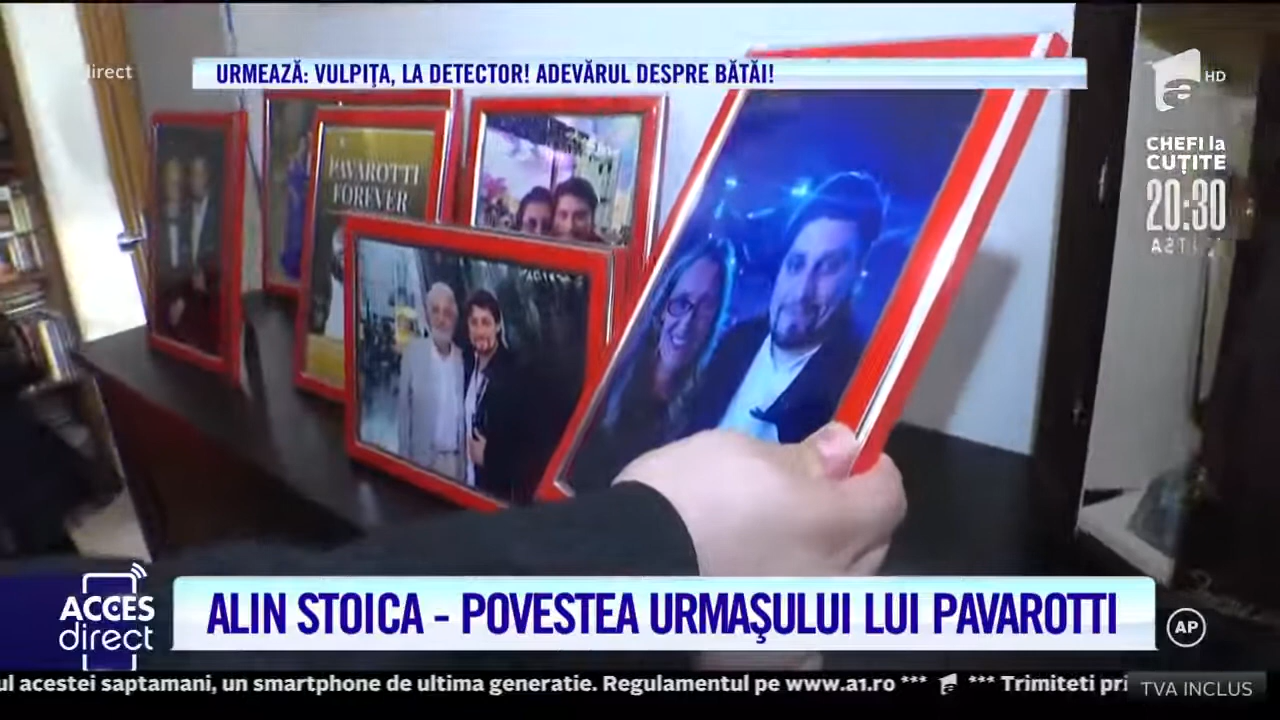 URMEAZĂ: VULPIŢA, LA DETECTOR! ADEVĂRUL DESPRE BĂTĂI!
direct
HD
CHEFI la
CUȚITE
20:30
PAVAROTTI
FOREVER
ACCES
direct
ALIN STOICA - POVESTEA URMAŞULUI LUI PAVAROTTI
AP
ul acestei saptamani, un smartphone de ultima generatie. Regulamentul pe www.a1.ro *** *** Trimiteti pri
TVA INCLUS